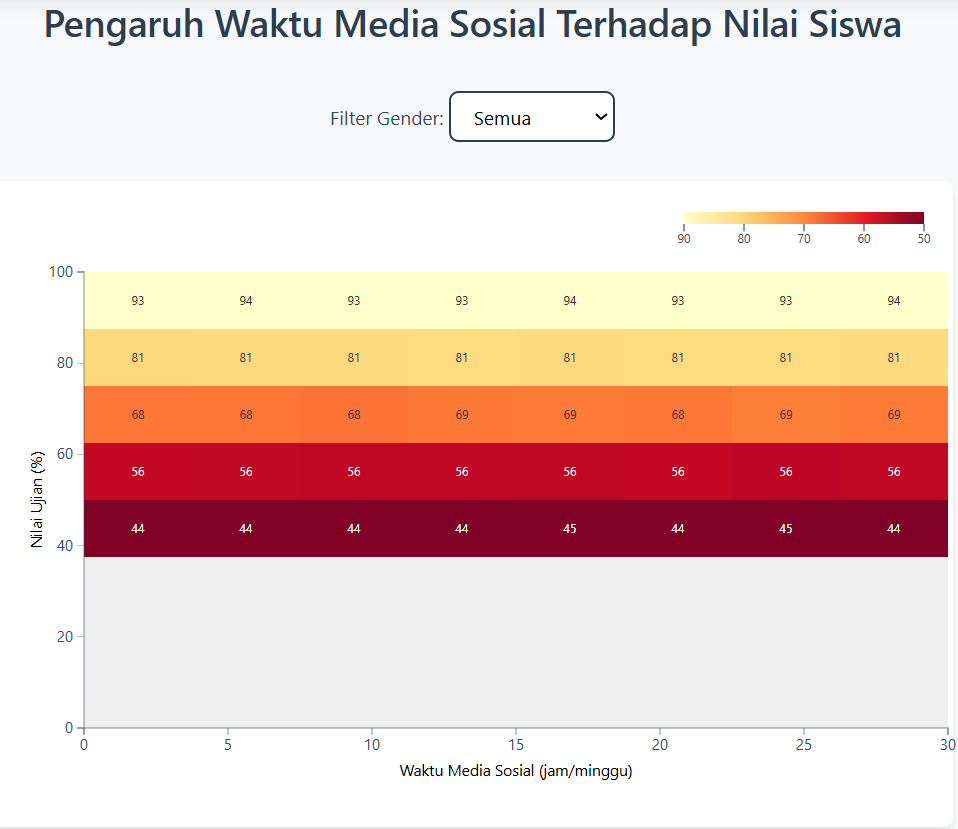 Pengaruh Waktu Media Sosial Terhadap Nilai Siswa
Filter Gender: Semua
90 80 70 60 50
100
93 94 93 93 94 93 93 94
81 81 81 81 81 81 81 81
80
68 68 68 69 69 68 69 69
60
56 56 56 56 56 56 56 56
Nilai Ujian (%)
44 44 44 44 45 44 45 44
40
20
0
0 5 10 15 20 25 30
Waktu Media Sosial (jam/minggu)